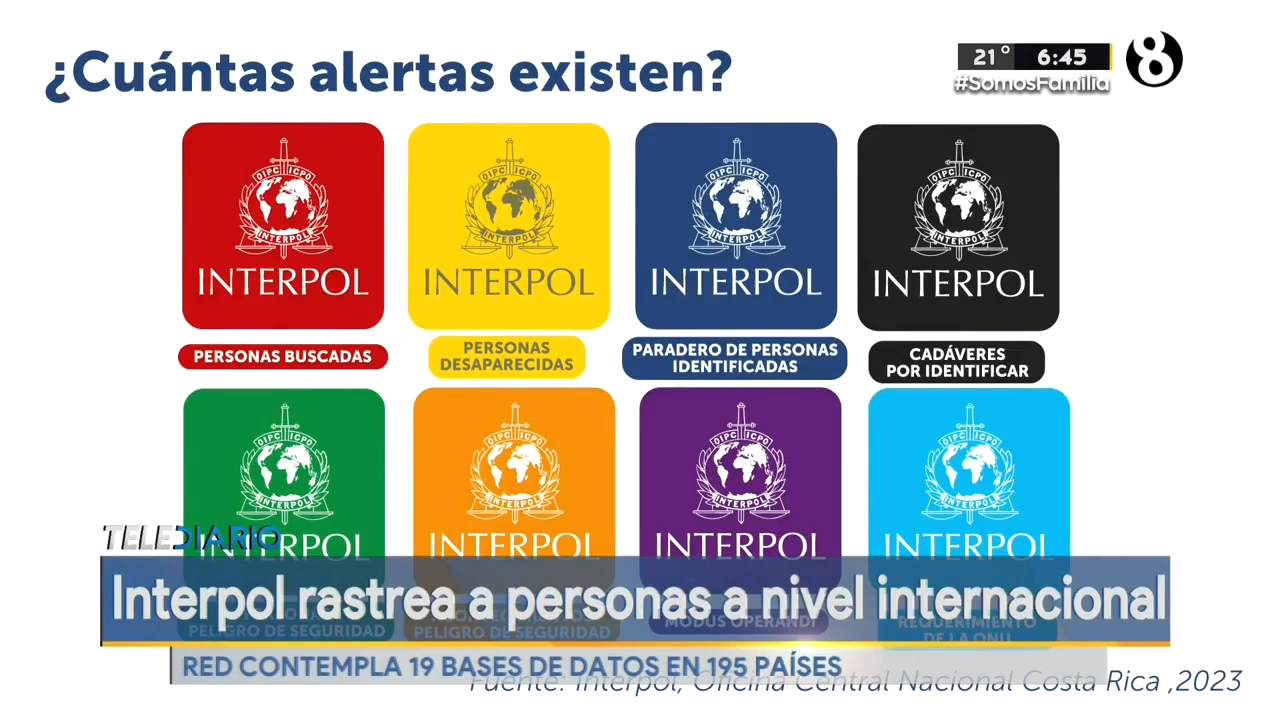 ¿Cuántas alertas existen?
21° 6:45
#SomosFamilia
8
OIPC ICPO
INTERPOL
INTERPOL
OIPC ICPO
INTERPOL
INTERPOL
OIPC ICPO
INTERPOL
INTERPOL
OIPC ICPO
INTERPOL
INTERPOL
PERSONAS BUSCADAS
PERSONAS
DESAPARECIDAS
PARADERO DE PERSONAS
IDENTIFICADAS
CADÁVERES
POR IDENTIFICAR
OIPC ICPO
INTERPOL
INTERPOL
OIPC ICPO
INTERPOL
INTERPOL
OIPC ICPO
INTERPOL
INTERPOL
OIPC ICPO
INTERPOL
INTERPOL
TELEDIARIO
Interpol rastrea a personas a nivel internacional
PELIGRO DE SEGURIDAD
PELIGRO DE SEGURIDAD
MODUS OPERANDI
REQUERIMIENTO
DE LA ONU
RED CONTEMPLA 19 BASES DE DATOS EN 195 PAÍSES
Fuente: Interpol, Oficina Central Nacional Costa Rica ,2023